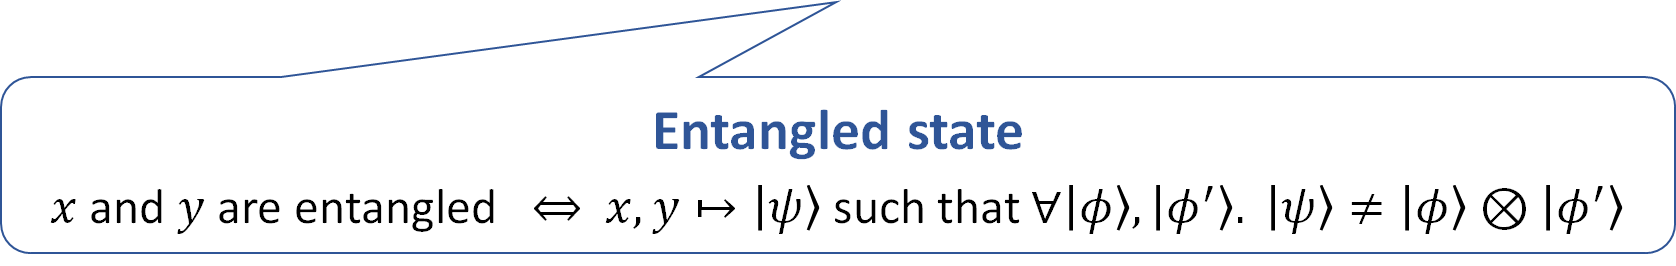 Entangled state
x and y are entangled ⇔ x, y ↦ |ψ⟩ such that ∀|ϕ⟩, |ϕ′⟩. |ψ⟩ ≠ |ϕ⟩ ⊗ |ϕ′⟩